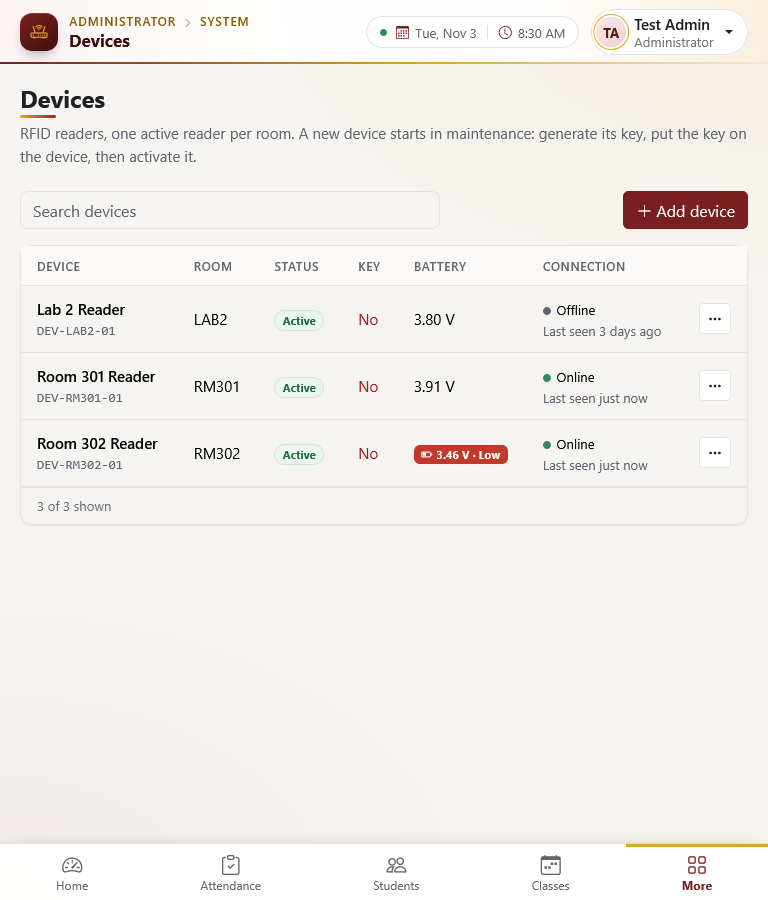 ADMINISTRATOR > SYSTEM
Devices
Tue, Nov 3 8:30 AM
TA
Test Admin
Administrator
Devices
RFID readers, one active reader per room. A new device starts in maintenance: generate its key, put the key on
the device, then activate it.
Search devices
+ Add device
DEVICE ROOM STATUS KEY BATTERY CONNECTION
Lab 2 Reader
DEV-LAB2-01
LAB2 Active No 3.80 V
Offline
Last seen 3 days ago
Room 301 Reader
DEV-RM301-01
RM301 Active No 3.91 V
Online
Last seen just now
Room 302 Reader
DEV-RM302-01
RM302 Active No 3.46 V · Low
Online
Last seen just now
3 of 3 shown
Home Attendance Students Classes More